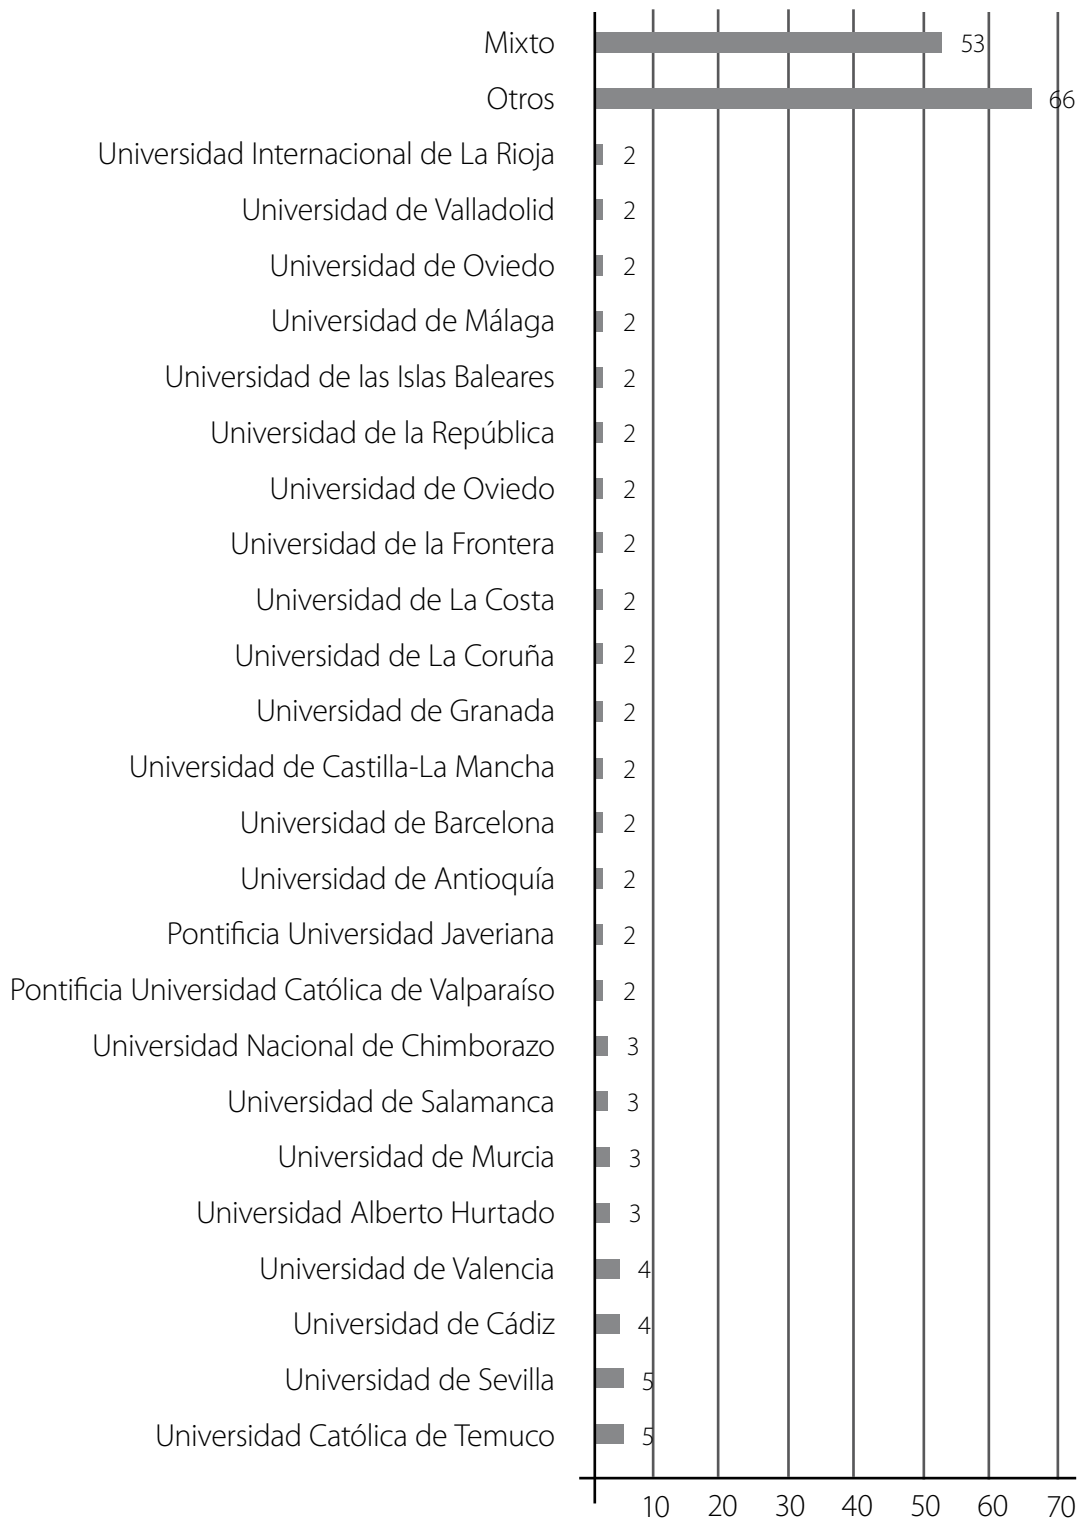 Mixto 53
Otros 66
Universidad Internacional de La Rioja 2
Universidad de Valladolid 2
Universidad de Oviedo 2
Universidad de Málaga 2
Universidad de las Islas Baleares 2
Universidad de la República 2
Universidad de Oviedo 2
Universidad de la Frontera 2
Universidad de La Costa 2
Universidad de La Coruña 2
Universidad de Granada 2
Universidad de Castilla-La Mancha 2
Universidad de Barcelona 2
Universidad de Antioquía 2
Pontificia Universidad Javeriana 2
Pontificia Universidad Católica de Valparaíso 2
Universidad Nacional de Chimborazo 3
Universidad de Salamanca 3
Universidad de Murcia 3
Universidad Alberto Hurtado 3
Universidad de Valencia 4
Universidad de Cádiz 4
Universidad de Sevilla 5
Universidad Católica de Temuco 5
10 20 30 40 50 60 70